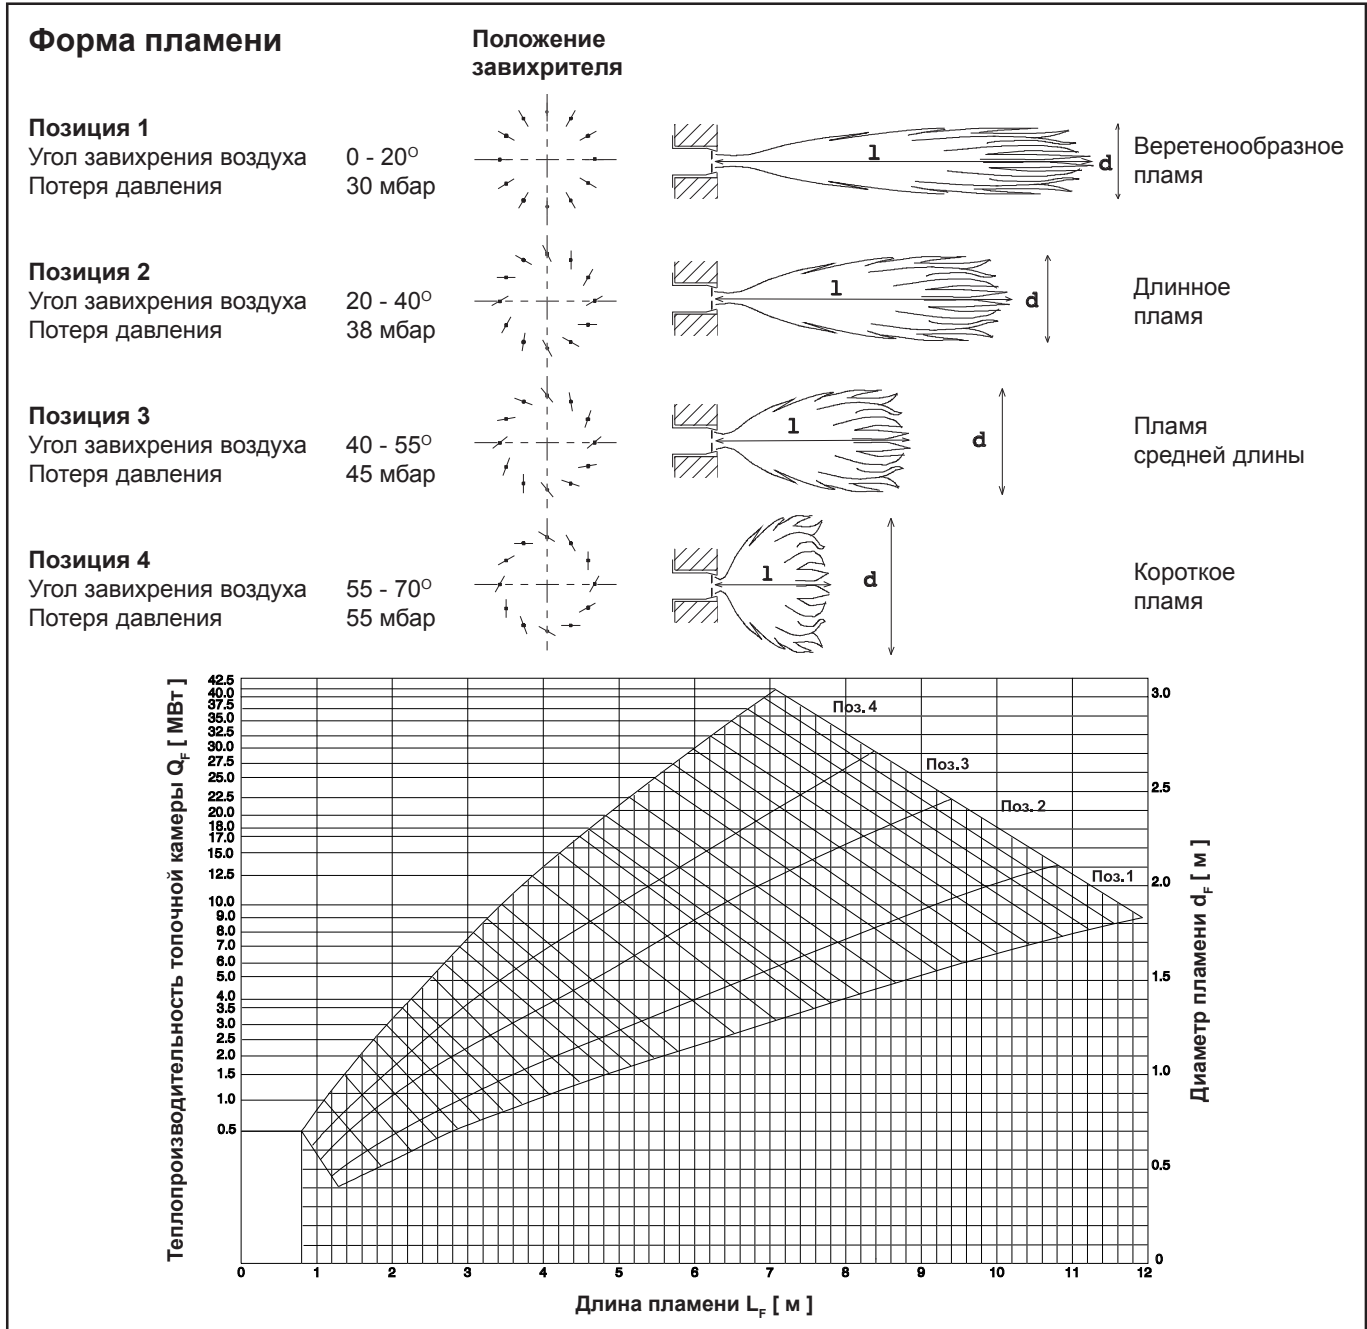 Форма пламени
Положение
завихрителя
Позиция 1
Угол завихрения воздуха 0 - 20°
Потеря давления 30 мбар
l
d
Веретенообразное
пламя
Позиция 2
Угол завихрения воздуха 20 - 40°
Потеря давления 38 мбар
l
d
Длинное
пламя
Позиция 3
Угол завихрения воздуха 40 - 55°
Потеря давления 45 мбар
l
d
Пламя
средней длины
Позиция 4
Угол завихрения воздуха 55 - 70°
Потеря давления 55 мбар
l
d
Короткое
пламя
Теплопроизводительность топочной камеры Q_F [ МВт ]
42.5
40.0
37.5
35.0
32.5
30.0
27.5
25.0
22.5
20.0
18.0
17.0
15.0
12.5
10.0
9.0
8.0
7.0
6.0
5.0
4.0
3.5
3.0
2.5
2.0
1.5
1.0
0.5
Поз. 4
Поз.3
Поз. 2
Поз.1
3.0
2.5
2.0
1.5
1.0
0.5
0
Диаметр пламени d_F [ м ]
0 1 2 3 4 5 6 7 8 9 10 11 12
Длина пламени L_F [ м ]